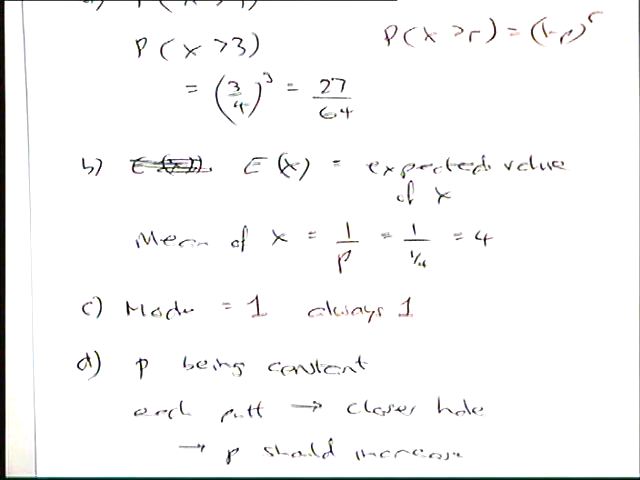 P(X>3)
P(X>r) = (1-p)^r
= (3/4)^3 = 27/64
b) E(X) = expected value
of X
Mean of X = 1/p = 1/(1/4) = 4
c) Mode = 1 always 1
d) p being constant
each putt → closer hole
→ p should increase